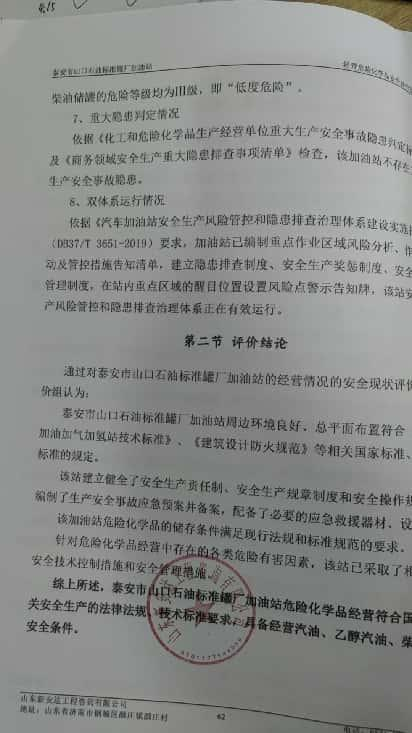 泰安市山口石油标准罐厂加油站
柴油储罐的危险等级均为III级，即“低度危险”。
7、重大隐患判定情况
依据《化工和危险化学品生产经营单位重大生产安全事故隐患判定标
及《商务领域安全生产重大隐患排查事项清单》检查，该加油站不存在
生产安全事故隐患。
8、双体系运行情况
依据《汽车加油站安全生产风险管控和隐患排查治理体系建设实施指
（DB37/T 3651-2019）要求，加油站已编制重点作业区域风险分析、作
动及管控措施告知清单，建立隐患排查制度、安全生产奖惩制度、安全
管理制度，在站内重点区域的醒目位置设置风险点警示告知牌，该站安
产风险管控和隐患排查治理体系正在有效运行。
第二节 评价结论
通过对泰安市山口石油标准罐厂加油站的经营情况的安全现状评价
价组认为：
泰安市山口石油标准罐厂加油站周边环境良好、总平面布置符合
加油加气加氢站技术标准》、《建筑设计防火规范》等相关国家标准、
标准的规定。
该站建立健全了安全生产责任制、安全生产规章制度和安全操作规
编制了生产安全事故应急预案并备案，配备了必要的应急救援器材、设
该加油站危险化学品的储存条件满足现行法规和标准规范的要求。
针对危险化学品经营中存在的各类危险有害因素，该站已采取了相
安全技术控制措施和安全管理措施。
综上所述，泰安市山口石油标准罐厂加油站危险化学品经营符合国
关安全生产的法律法规、技术标准要求，具备经营汽油、乙醇汽油、柴
安全条件。
山东新安达工程咨询有限公司
地址：山东省济南市钢城区颜庄镇颜庄村
62